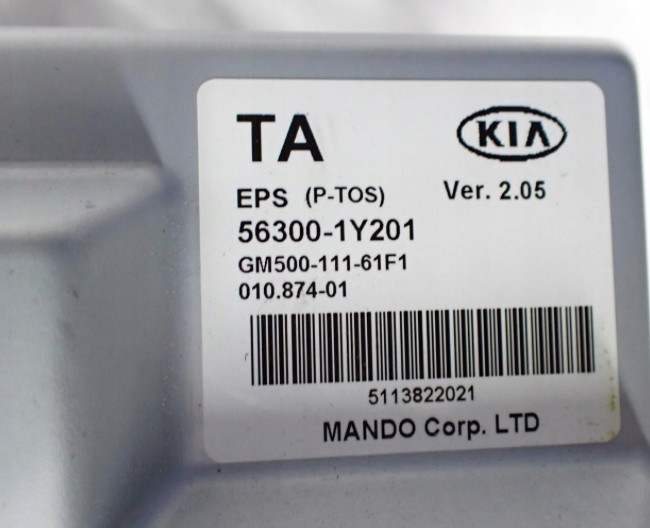 TA
KIA
EPS (P-TOS) Ver. 2.05
56300-1Y201
GM500-111-61F1
010.874-01
5113822021
MANDO Corp. LTD